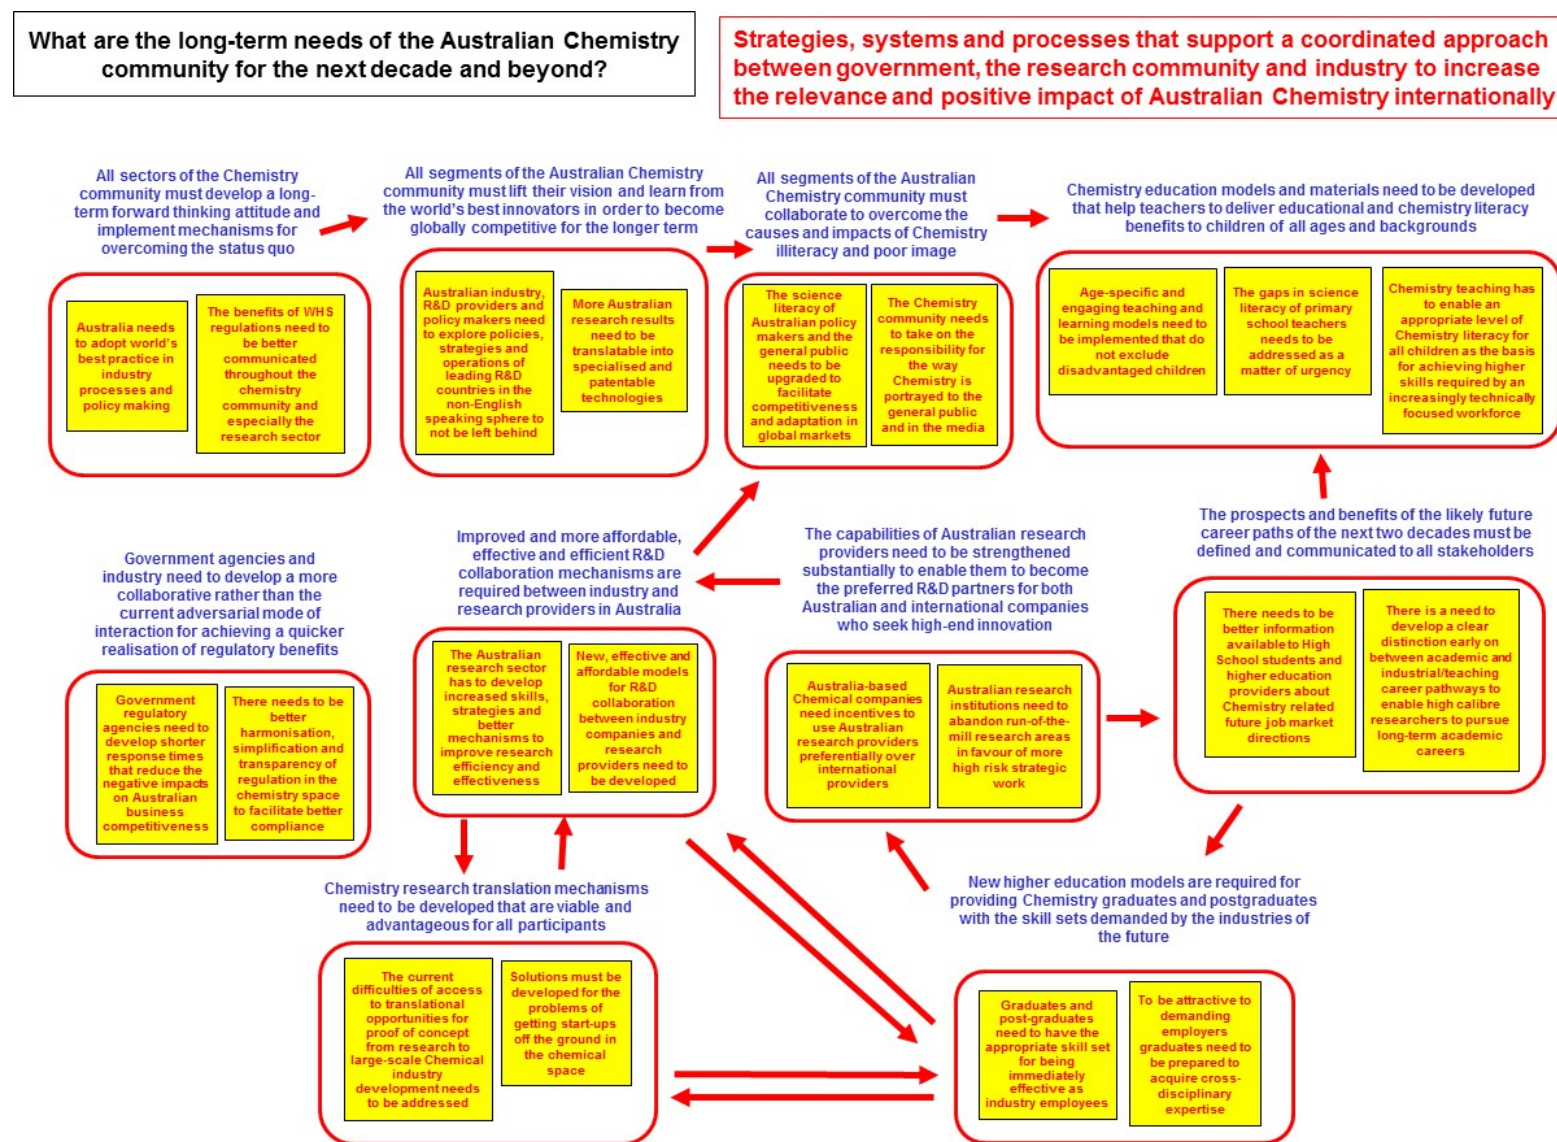 What are the long-term needs of the Australian Chemistry
community for the next decade and beyond?
Strategies, systems and processes that support a coordinated approach
between government, the research community and industry to increase
the relevance and positive impact of Australian Chemistry internationally
All sectors of the Chemistry
community must develop a long-
term forward thinking attitude and
implement mechanisms for
overcoming the status quo
Australia needs
to adopt world's
best practice in
industry
processes and
policy making
The benefits of WHS
regulations need to
be better
communicated
throughout the
chemistry
community and
especially the
research sector
All segments of the Australian Chemistry
community must lift their vision and learn from
the world's best innovators in order to become
globally competitive for the longer term
Australian industry,
R&D providers and
policy makers need
to explore policies,
strategies and
operations of
leading R&D
countries in the
non-English
speaking sphere to
not be left behind
More Australian
research results
need to be
translatable into
specialised and
patentable
technologies
All segments of the Australian
Chemistry community must
collaborate to overcome the
causes and impacts of Chemistry
illiteracy and poor image
The science
literacy of
Australian policy
makers and the
general public
needs to be
upgraded to
facilitate
competitiveness
and adaptation in
global markets
The Chemistry
community needs
to take on the
responsibility for
the way
Chemistry is
portrayed to the
general public
and in the media
Chemistry education models and materials need to be developed
that help teachers to deliver educational and chemistry literacy
benefits to children of all ages and backgrounds
Age-specific and
engaging teaching and
learning models need to
be implemented that do
not exclude
disadvantaged children
The gaps in science
literacy of primary
school teachers
needs to be
addressed as a
matter of urgency
Chemistry teaching has
to enable an
appropriate level of
Chemistry literacy for
all children as the basis
for achieving higher
skills required by an
increasingly technically
focused workforce
Government agencies and
industry need to develop a more
collaborative rather than the
current adversarial mode of
interaction for achieving a quicker
realisation of regulatory benefits
Government
regulatory
agencies need to
develop shorter
response times
that reduce the
negative impacts
on Australian
business
competitiveness
There needs to be
better
harmonisation,
simplification and
transparency of
regulation in the
chemistry space
to facilitate better
compliance
Improved and more affordable,
effective and efficient R&D
collaboration mechanisms are
required between industry and
research providers in Australia
The Australian
research sector
has to develop
increased skills,
strategies and
better
mechanisms to
improve research
efficiency and
effectiveness
New, effective and
affordable models
for R&D
collaboration
between industry
companies and
research
providers need to
be developed
The capabilities of Australian research
providers need to be strengthened
substantially to enable them to become
the preferred R&D partners for both
Australian and international companies
who seek high-end innovation
Australia-based
Chemical companies
need incentives to
use Australian
research providers
preferentially over
international
providers
Australian research
institutions need to
abandon run-of-the-
mill research areas
in favour of more
high risk strategic
work
The prospects and benefits of the likely future
career paths of the next two decades must be
defined and communicated to all stakeholders
There needs to be
better information
available to High
School students and
higher education
providers about
Chemistry related
future job market
directions
There is a need to
develop a clear
distinction early on
between academic and
industrial/teaching
career pathways to
enable high calibre
researchers to pursue
long-term academic
careers
Chemistry research translation mechanisms
need to be developed that are viable and
advantageous for all participants
The current
difficulties of access
to translational
opportunities for
proof of concept
from research to
large-scale Chemical
industry
development needs
to be addressed
Solutions must be
developed for the
problems of
getting start-ups
off the ground in
the chemical
space
New higher education models are required for
providing Chemistry graduates and postgraduates
with the skill sets demanded by the industries of
the future
Graduates and
post-graduates
need to have the
appropriate skill set
for being
immediately
effective as
industry employees
To be attractive to
demanding
employers
graduates need to
be prepared to
acquire cross-
disciplinary
expertise